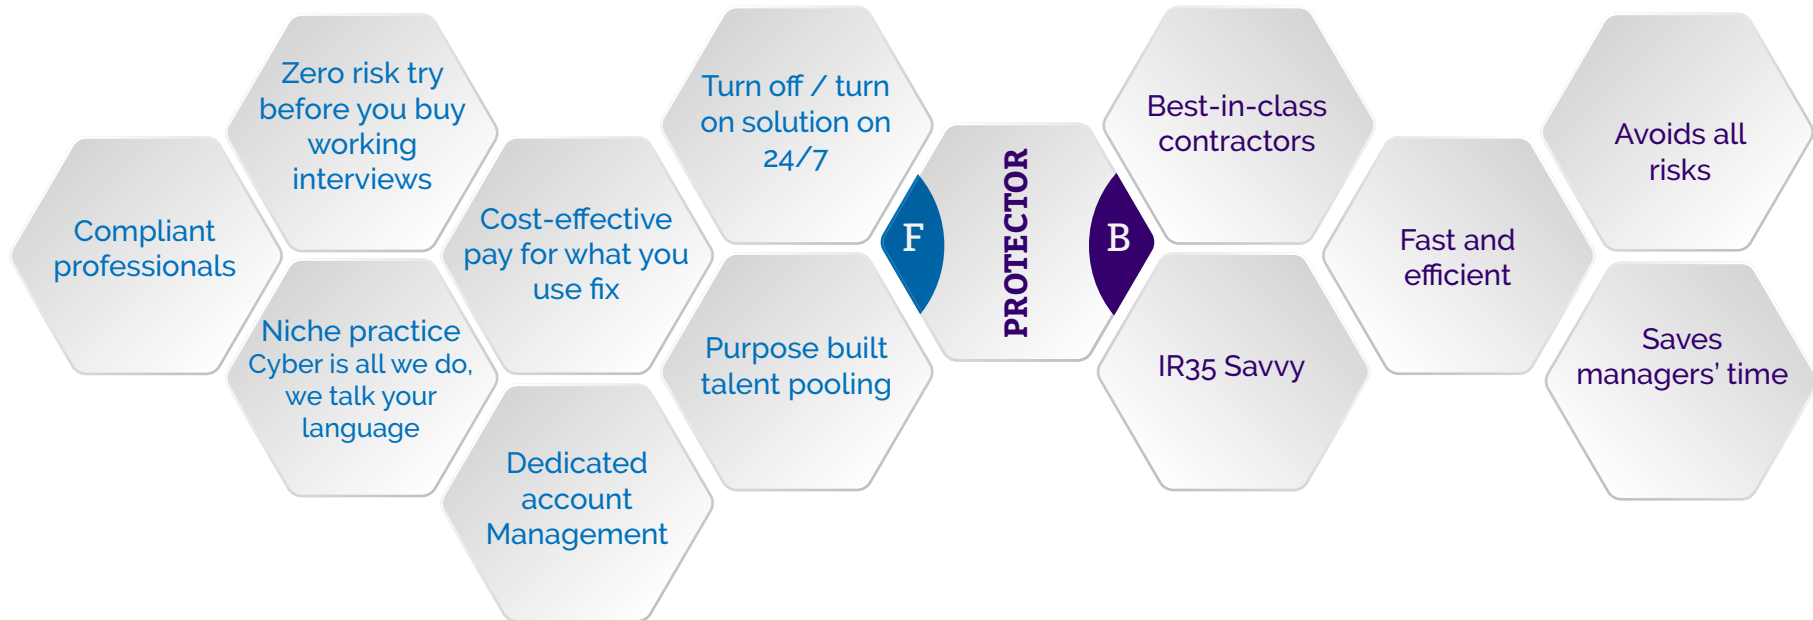 Compliant
professionals
Zero risk try
before you buy
working
interviews
Niche practice
Cyber is all we do,
we talk your
language
Cost-effective
pay for what you
use fix
Dedicated
account
Management
Turn off / turn
on solution on
24/7
Purpose built
talent pooling
F
PROTECTOR
B
Best-in-class
contractors
IR35 Savvy
Fast and
efficient
Avoids all
risks
Saves
managers’ time